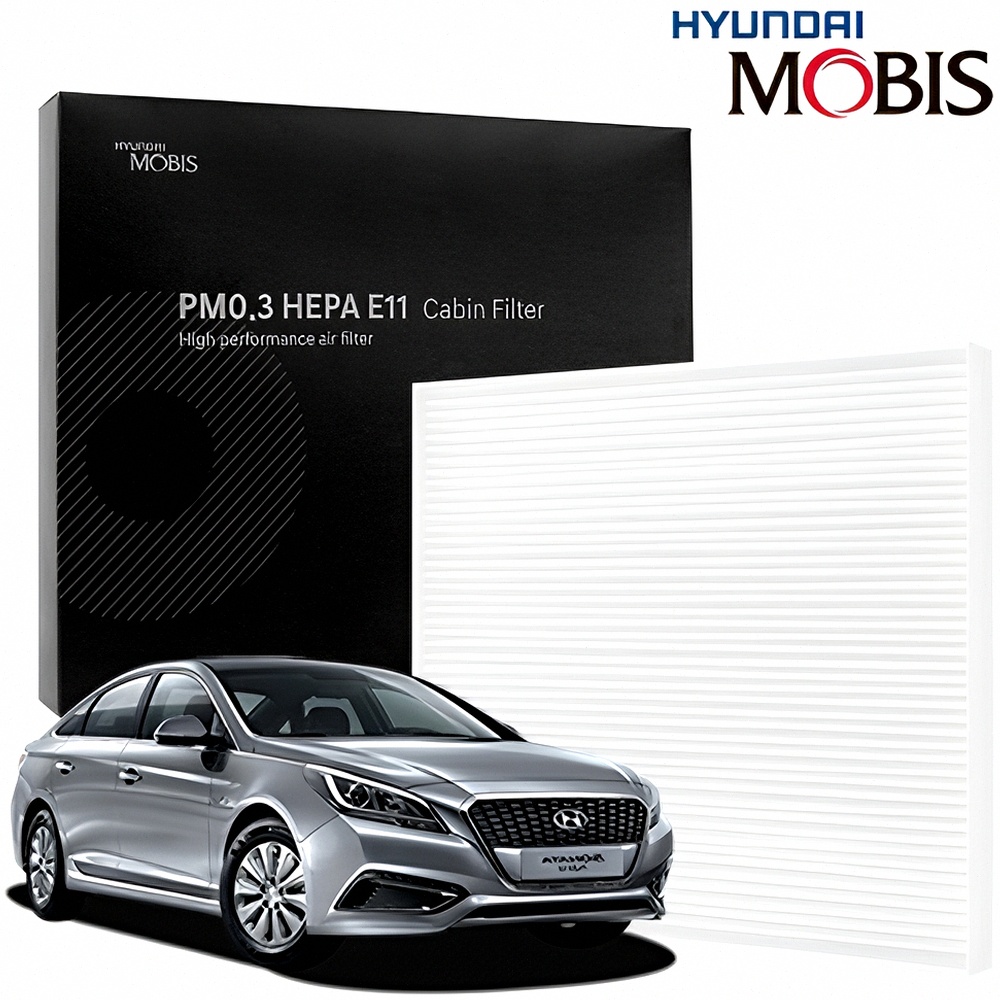 HYUNDAI
MOBIS
HYUNDAI
MOBIS
PM0.3 HEPA E11 Cabin Filter
High performance air filter